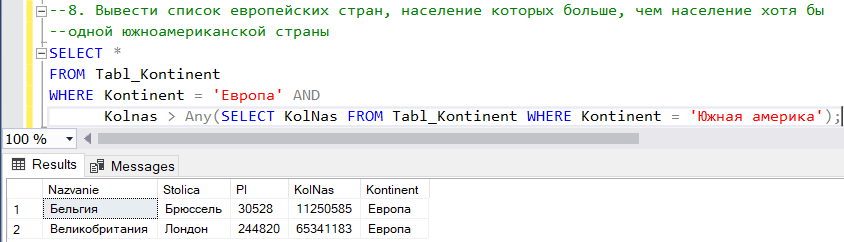 --8. Вывести список европейских стран, население которых больше, чем население хотя бы
--одной южноамериканской страны
SELECT *
FROM Tabl_Kontinent
WHERE Kontinent = 'Европа' AND
Kolnas > Any(SELECT KolNas FROM Tabl_Kontinent WHERE Kontinent = 'Южная америка');
100 %
Results Messages
Nazvanie Stolica Pl KolNas Kontinent
1 Бельгия Брюссель 30528 11250585 Европа
2 Великобритания Лондон 244820 65341183 Европа